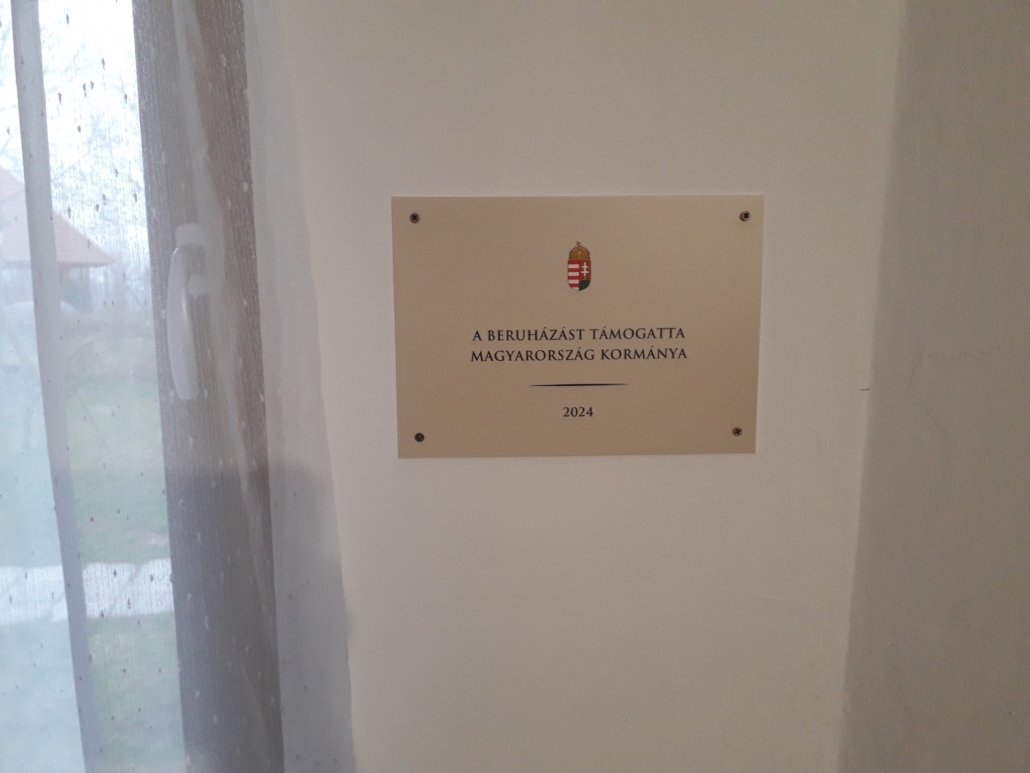 A BERUHÁZÁST TÁMOGATTA
MAGYARORSZÁG KORMÁNYA
2024